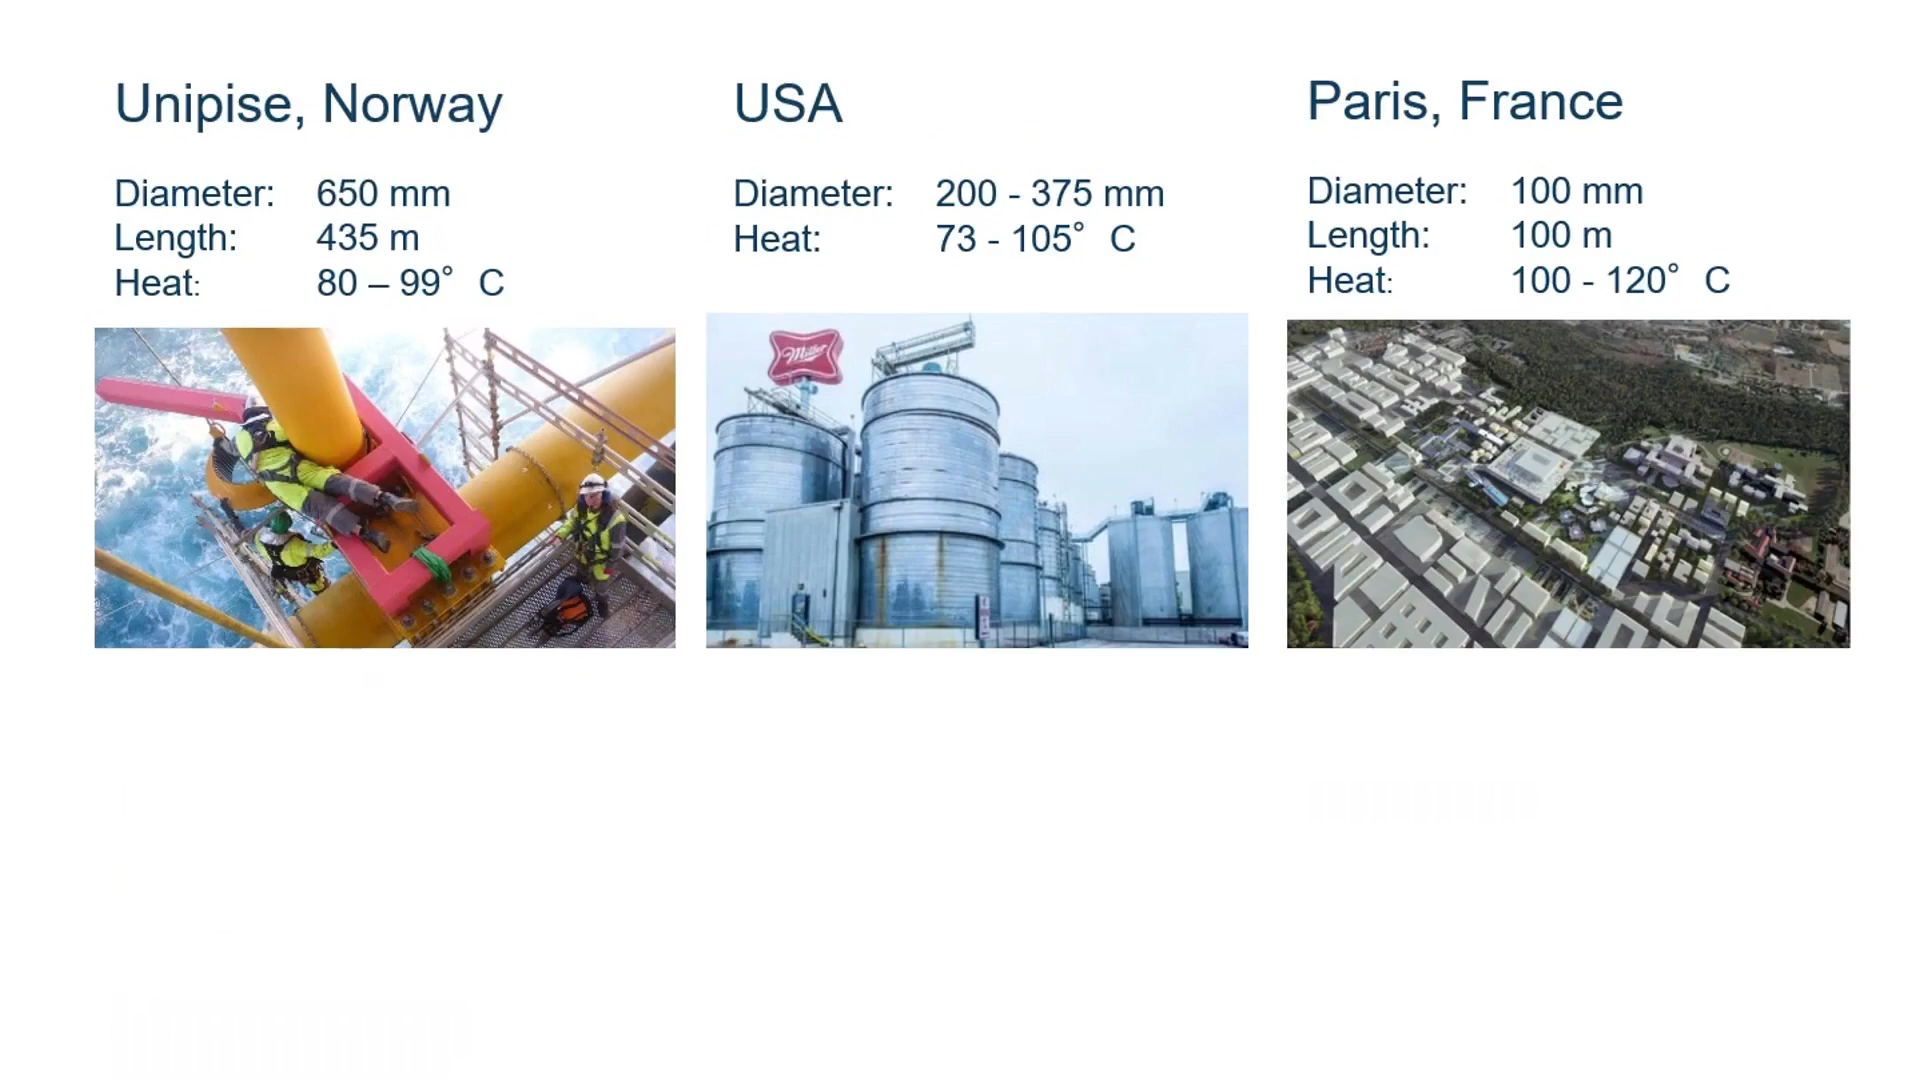 Unipise, Norway
Diameter: 650 mm
Length: 435 m
Heat: 80 – 99° C
USA
Diameter: 200 - 375 mm
Heat: 73 - 105° C
Miller
Paris, France
Diameter: 100 mm
Length: 100 m
Heat: 100 - 120° C